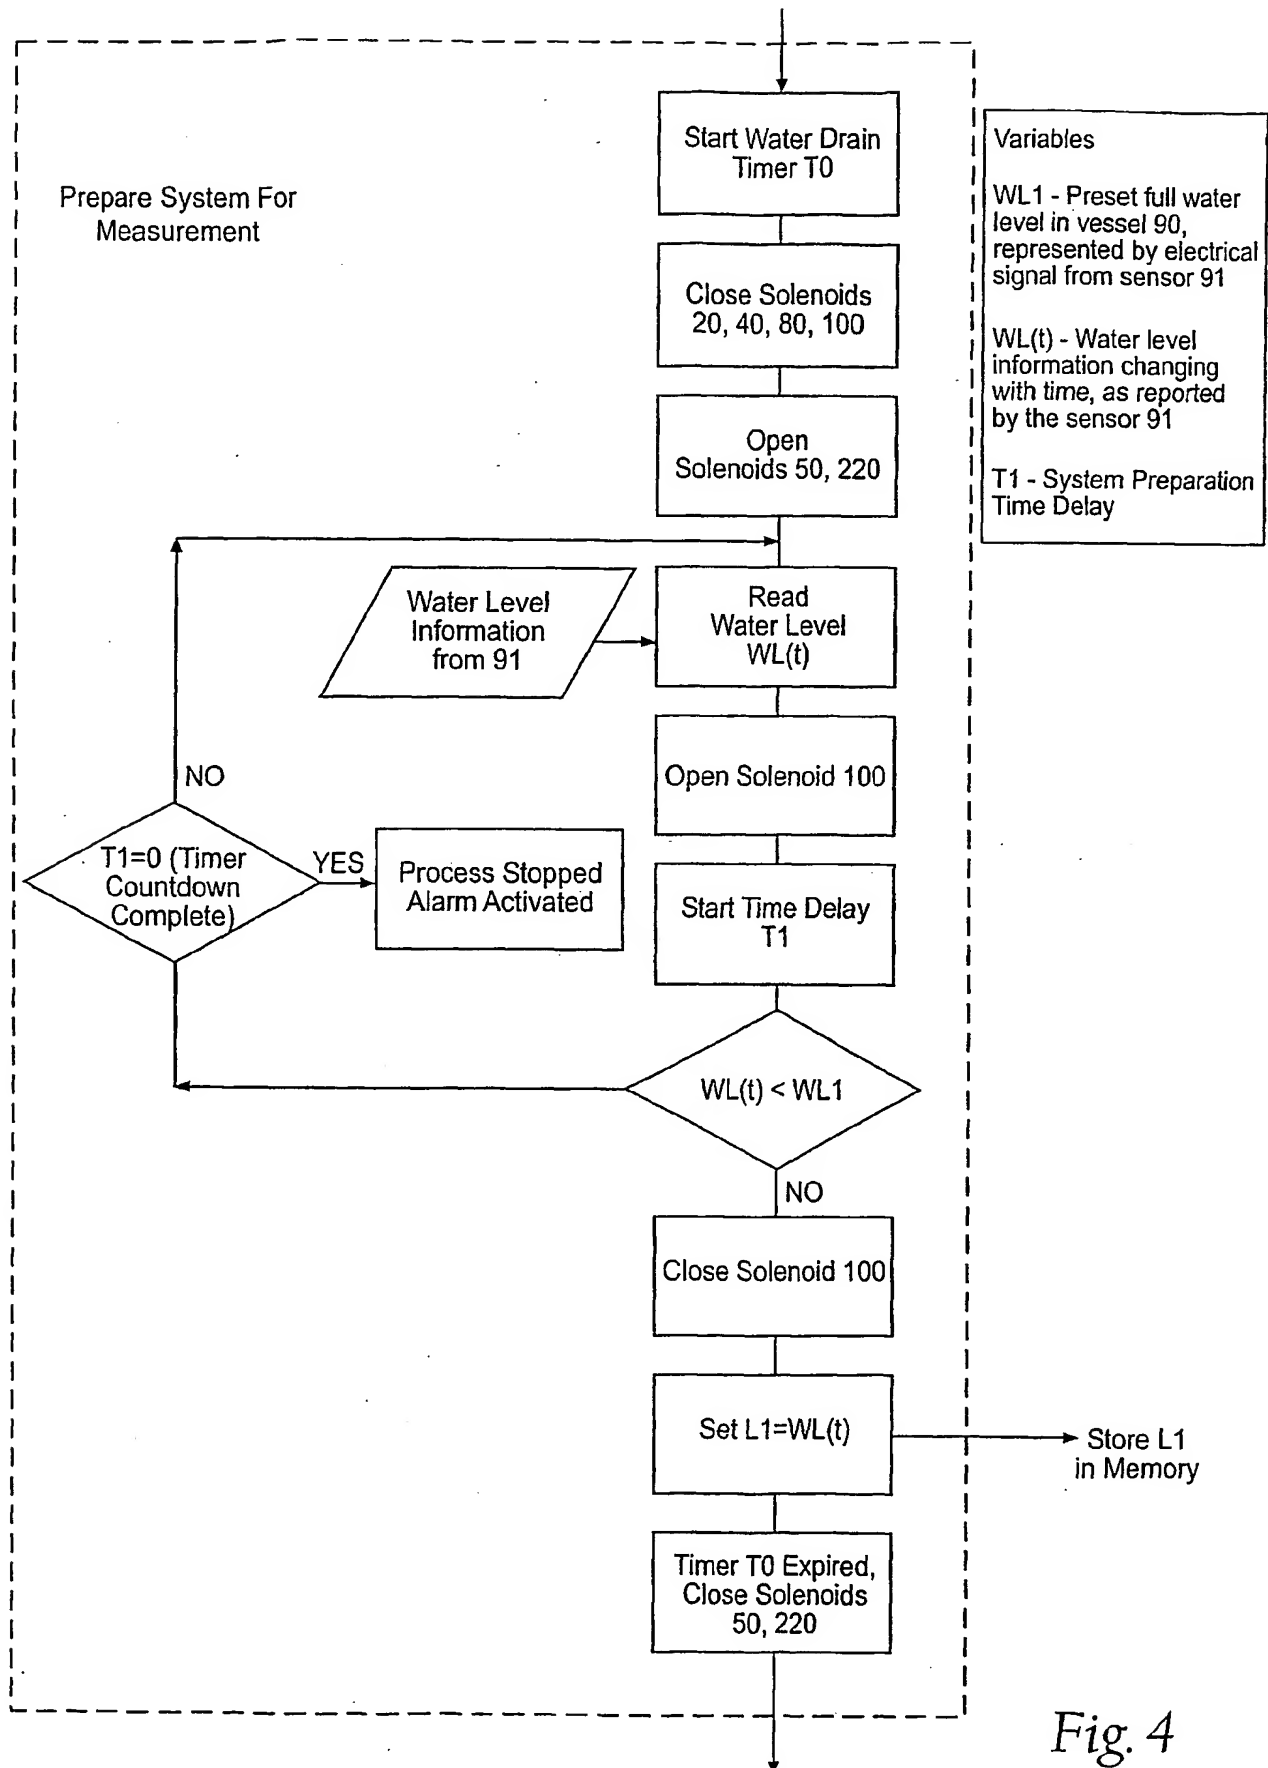 Prepare System For
Measurement
Start Water Drain
Timer T0
Close Solenoids
20, 40, 80, 100
Open
Solenoids 50, 220
Variables
WL1 - Preset full water
level in vessel 90,
represented by electrical
signal from sensor 91
WL(t) - Water level
information changing
with time, as reported
by the sensor 91
T1 - System Preparation
Time Delay
Water Level
Information
from 91
Read
Water Level
WL(t)
Open Solenoid 100
NO
T1=0 (Timer
Countdown
Complete)
YES
Process Stopped
Alarm Activated
Start Time Delay
T1
WL(t) < WL1
NO
Close Solenoid 100
Set L1=WL(t)
Store L1
in Memory
Timer T0 Expired,
Close Solenoids
50, 220
Fig. 4